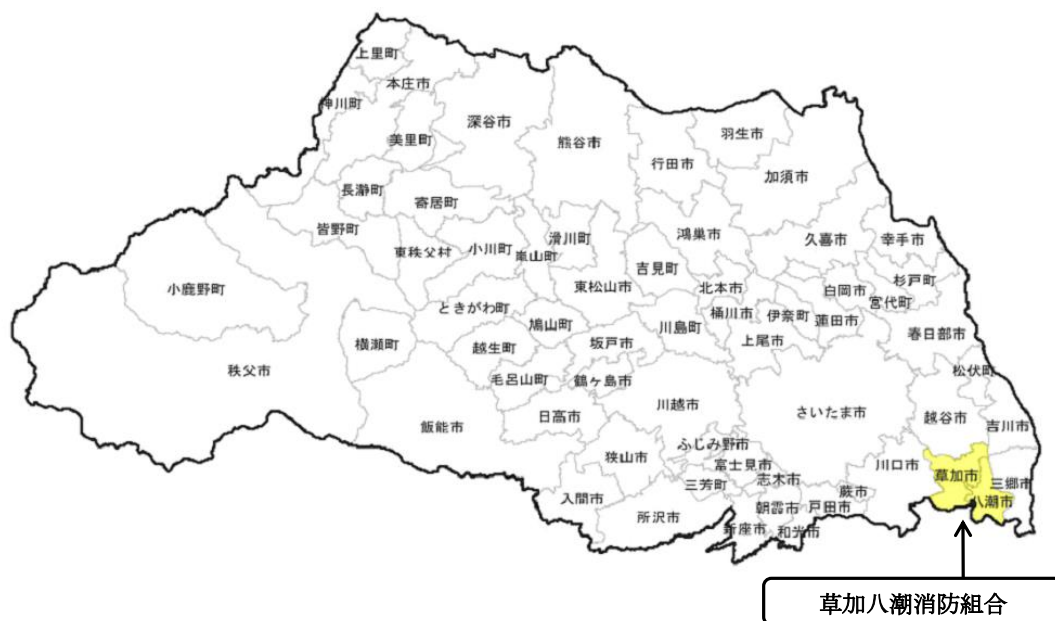 上里町
本庄市
神川町
美里町
深谷市
熊谷市
行田市
羽生市
加須市
長瀞町
寄居町
皆野町
東秩父村
小川町
嵐山町
滑川町
吉見町
鴻巣市
久喜市
幸手市
小鹿野町
ときがわ町
東松山市
北本市
白岡市
杉戸町
宮代町
横瀬町
鳩山町
川島町
桶川市
伊奈町
蓮田市
秩父市
越生町
坂戸市
上尾市
春日部市
毛呂山町
鶴ヶ島市
松伏町
飯能市
日高市
川越市
さいたま市
越谷市
吉川市
狭山市
ふじみ野市
富士見市
川口市
草加市
三郷市
入間市
三芳町
志木市
蕨市
八潮市
所沢市
朝霞市
戸田市
新座市
和光市
草加八潮消防組合